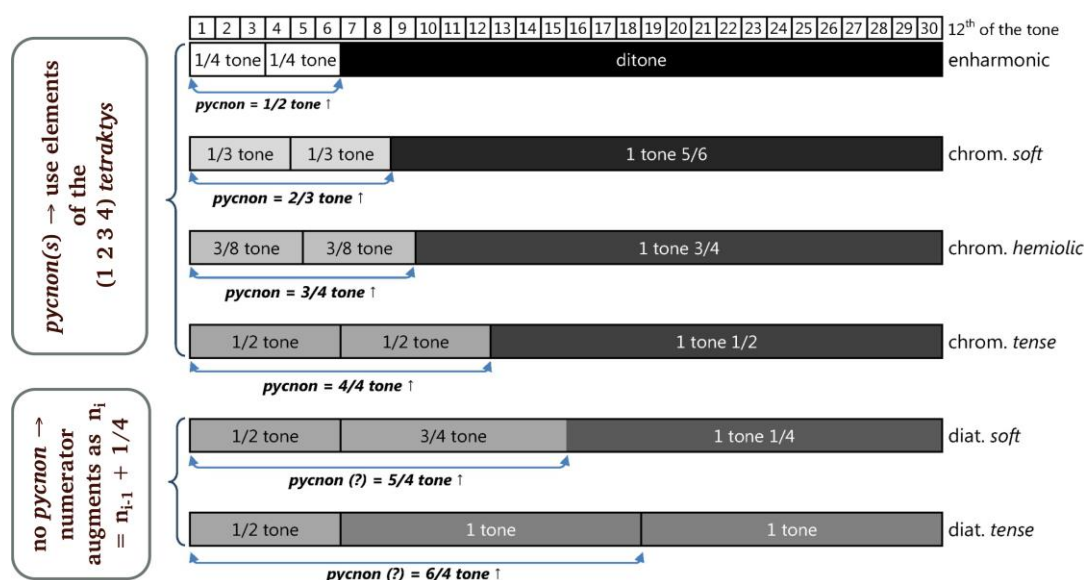 1 2 3 4 5 6 7 8 9 10 11 12 13 14 15 16 17 18 19 20 21 22 23 24 25 26 27 28 29 30 12th of the tone
pycnon(s) → use elements
of the
(1 2 3 4) tetraktys
1/4 tone 1/4 tone ditone enharmonic
pycnon = 1/2 tone ↑
1/3 tone 1/3 tone 1 tone 5/6 chrom. soft
pycnon = 2/3 tone ↑
3/8 tone 3/8 tone 1 tone 3/4 chrom. hemiolic
pycnon = 3/4 tone ↑
1/2 tone 1/2 tone 1 tone 1/2 chrom. tense
pycnon = 4/4 tone ↑
no pycnon →
numerator
augments as ni
= ni-1 + 1/4
1/2 tone 3/4 tone 1 tone 1/4 diat. soft
pycnon (?) = 5/4 tone ↑
1/2 tone 1 tone 1 tone diat. tense
pycnon (?) = 6/4 tone ↑